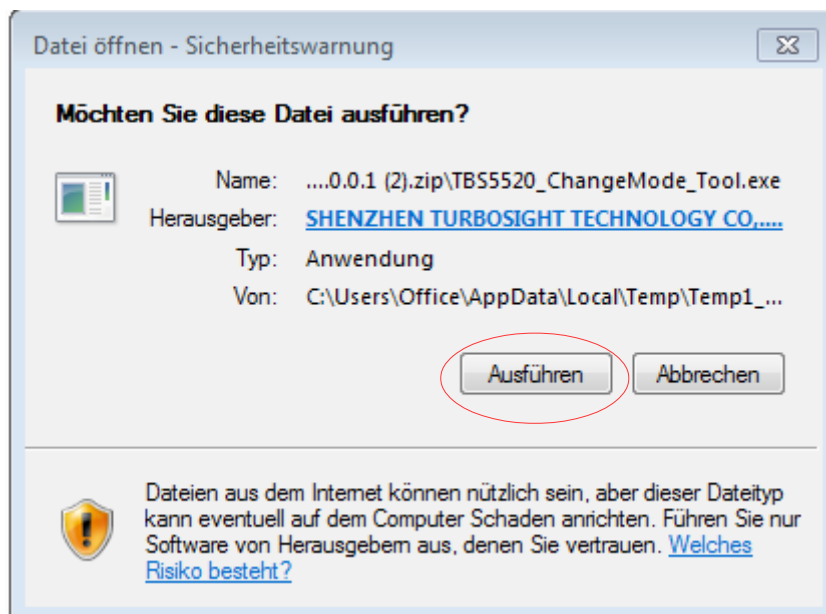 Datei öffnen - Sicherheitswarnung
Möchten Sie diese Datei ausführen?
Name: ....0.0.1 (2).zip\TBS5520_ChangeMode_Tool.exe
Herausgeber: SHENZHEN TURBOSIGHT TECHNOLOGY CO,....
Typ: Anwendung
Von: C:\Users\Office\AppData\Local\Temp\Temp1_...
Ausführen Abbrechen
Dateien aus dem Internet können nützlich sein, aber dieser Dateityp
kann eventuell auf dem Computer Schaden anrichten. Führen Sie nur
Software von Herausgebern aus, denen Sie vertrauen. Welches
Risiko besteht?